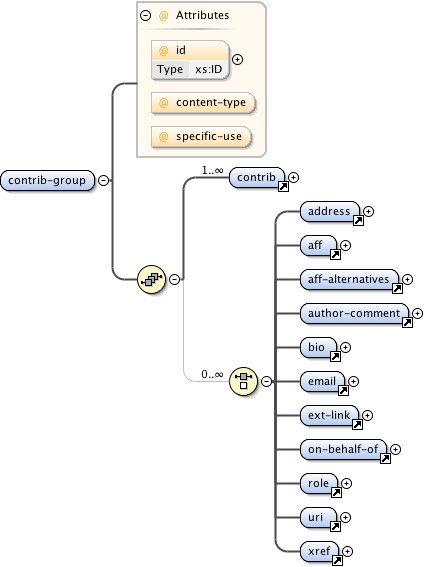 @ Attributes
@ id
Type xs:ID
@ content-type
@ specific-use
contrib-group
1..∞
contrib
address
aff
aff-alternatives
author-comment
bio
0..∞
email
ext-link
on-behalf-of
role
uri
xref